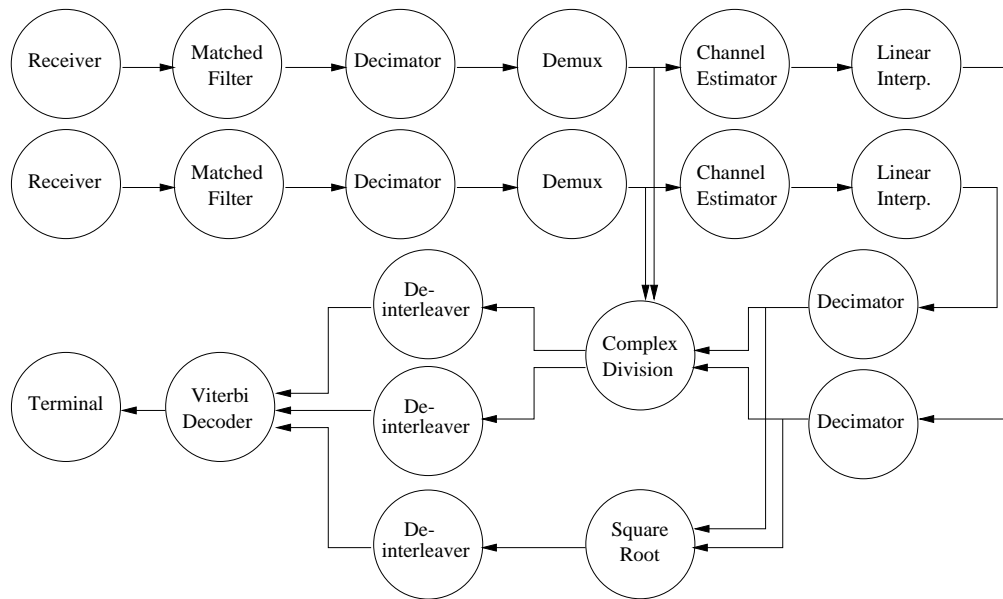 Receiver
Matched
Filter
Decimator
Demux
Channel
Estimator
Linear
Interp.
Receiver
Matched
Filter
Decimator
Demux
Channel
Estimator
Linear
Interp.
De-
interleaver
Complex
Division
Decimator
Terminal
Viterbi
Decoder
De-
interleaver
Decimator
De-
interleaver
Square
Root